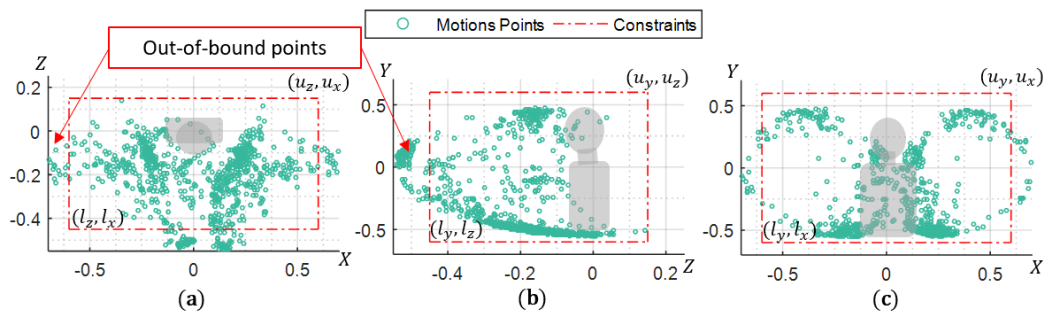 Motions Points Constraints
Out-of-bound points
Z
(u_z, u_x)
0.2
0
-0.2
-0.4
(l_z, l_x)
-0.5 0 0.5
X
(a)
Y
(u_y, u_z)
0.5
0
-0.5
(l_y, l_z)
-0.4 -0.2 0 0.2
Z
(b)
Y
(u_y, u_x)
0.5
0
-0.5
(l_y, l_x)
-0.5 0 0.5
X
(c)